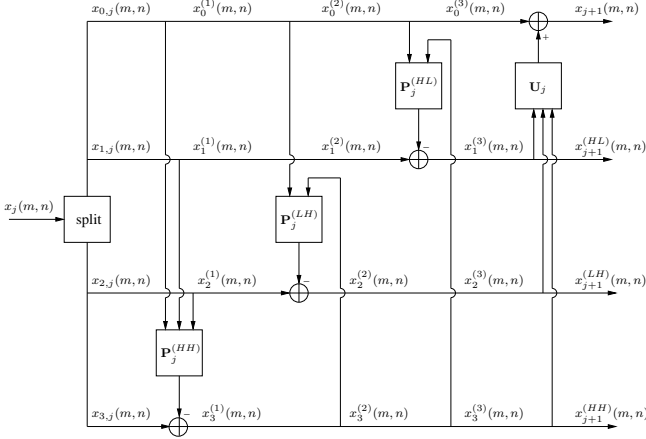 x_{0,j}(m,n) x_0^{(1)}(m,n) x_0^{(2)}(m,n) x_0^{(3)}(m,n) x_{j+1}(m,n)
+
P_j^{(HL)} U_j
−
x_{1,j}(m,n) x_1^{(1)}(m,n) x_1^{(2)}(m,n) x_1^{(3)}(m,n) x_{j+1}^{(HL)}(m,n)
x_j(m,n) split P_j^{(LH)}
−
x_{2,j}(m,n) x_2^{(1)}(m,n) x_2^{(2)}(m,n) x_2^{(3)}(m,n) x_{j+1}^{(LH)}(m,n)
P_j^{(HH)}
−
x_{3,j}(m,n) x_3^{(1)}(m,n) x_3^{(2)}(m,n) x_3^{(3)}(m,n) x_{j+1}^{(HH)}(m,n)